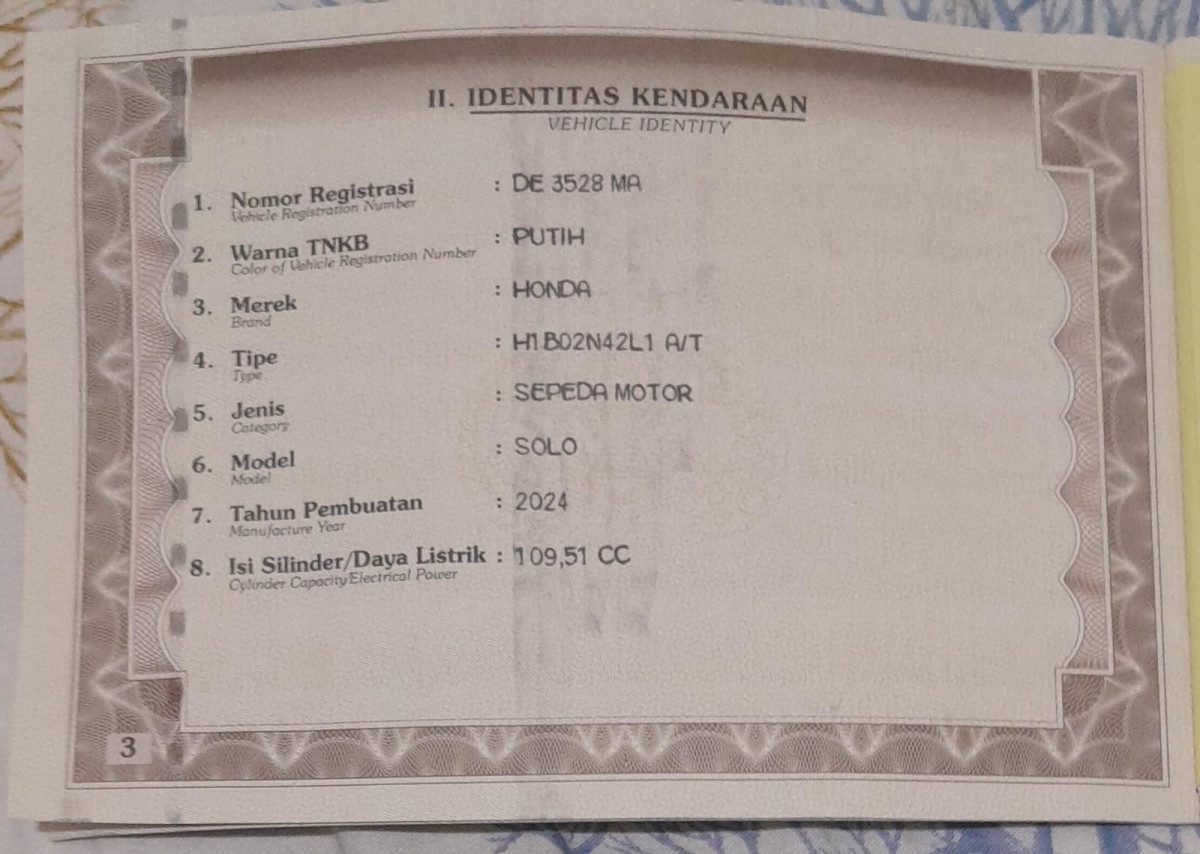 II. IDENTITAS KENDARAAN
VEHICLE IDENTITY
1. Nomor Registrasi : DE 3528 MA
Vehicle Registration Number
2. Warna TNKB : PUTIH
Color of Vehicle Registration Number
3. Merek : HONDA
Brand
4. Tipe : H1B02N42L1 A/T
Type
5. Jenis : SEPEDA MOTOR
Category
6. Model : SOLO
Model
7. Tahun Pembuatan : 2024
Manufacture Year
8. Isi Silinder/Daya Listrik : 109,51 CC
Cylinder Capacity/Electrical Power
3